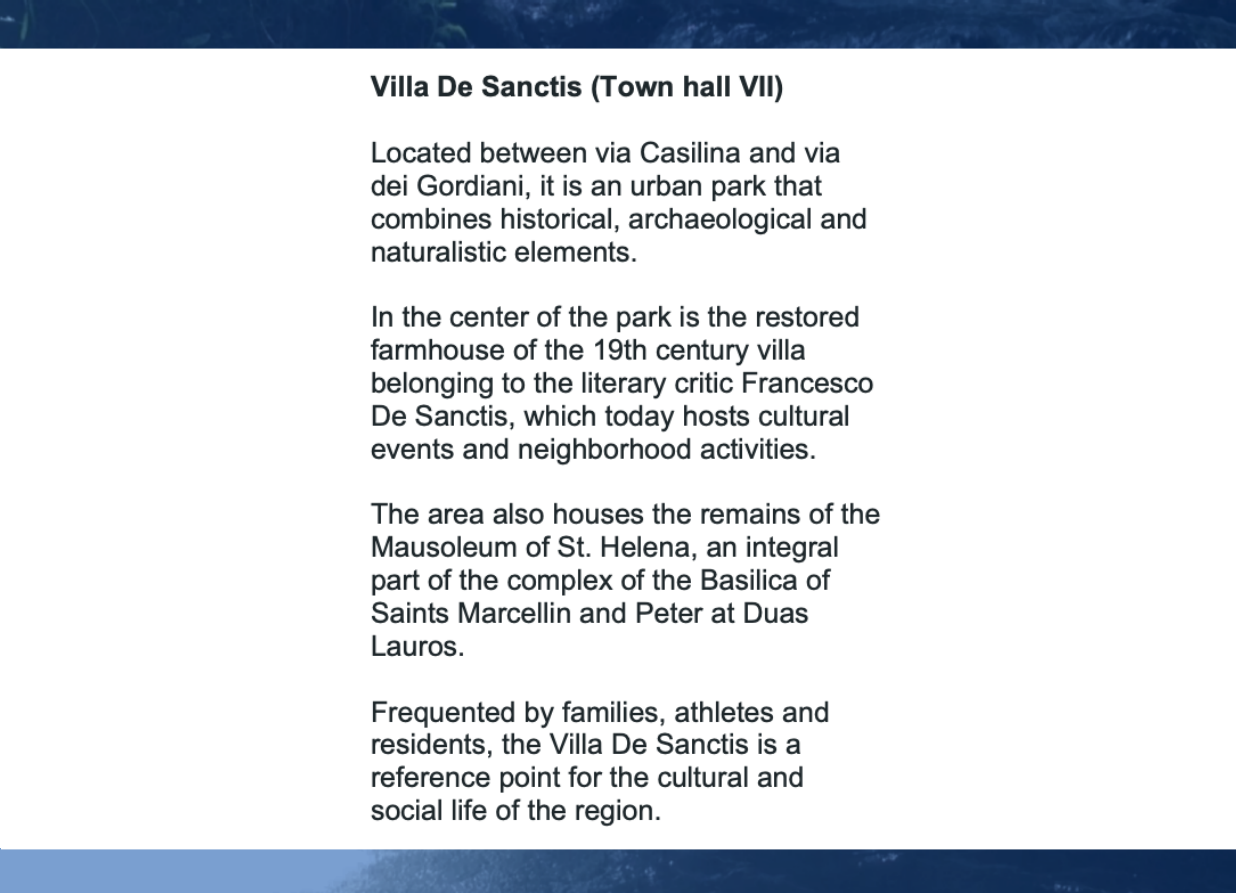 Villa De Sanctis (Town hall VII)
Located between via Casilina and via
dei Gordiani, it is an urban park that
combines historical, archaeological and
naturalistic elements.
In the center of the park is the restored
farmhouse of the 19th century villa
belonging to the literary critic Francesco
De Sanctis, which today hosts cultural
events and neighborhood activities.
The area also houses the remains of the
Mausoleum of St. Helena, an integral
part of the complex of the Basilica of
Saints Marcellin and Peter at Duas
Lauros.
Frequented by families, athletes and
residents, the Villa De Sanctis is a
reference point for the cultural and
social life of the region.